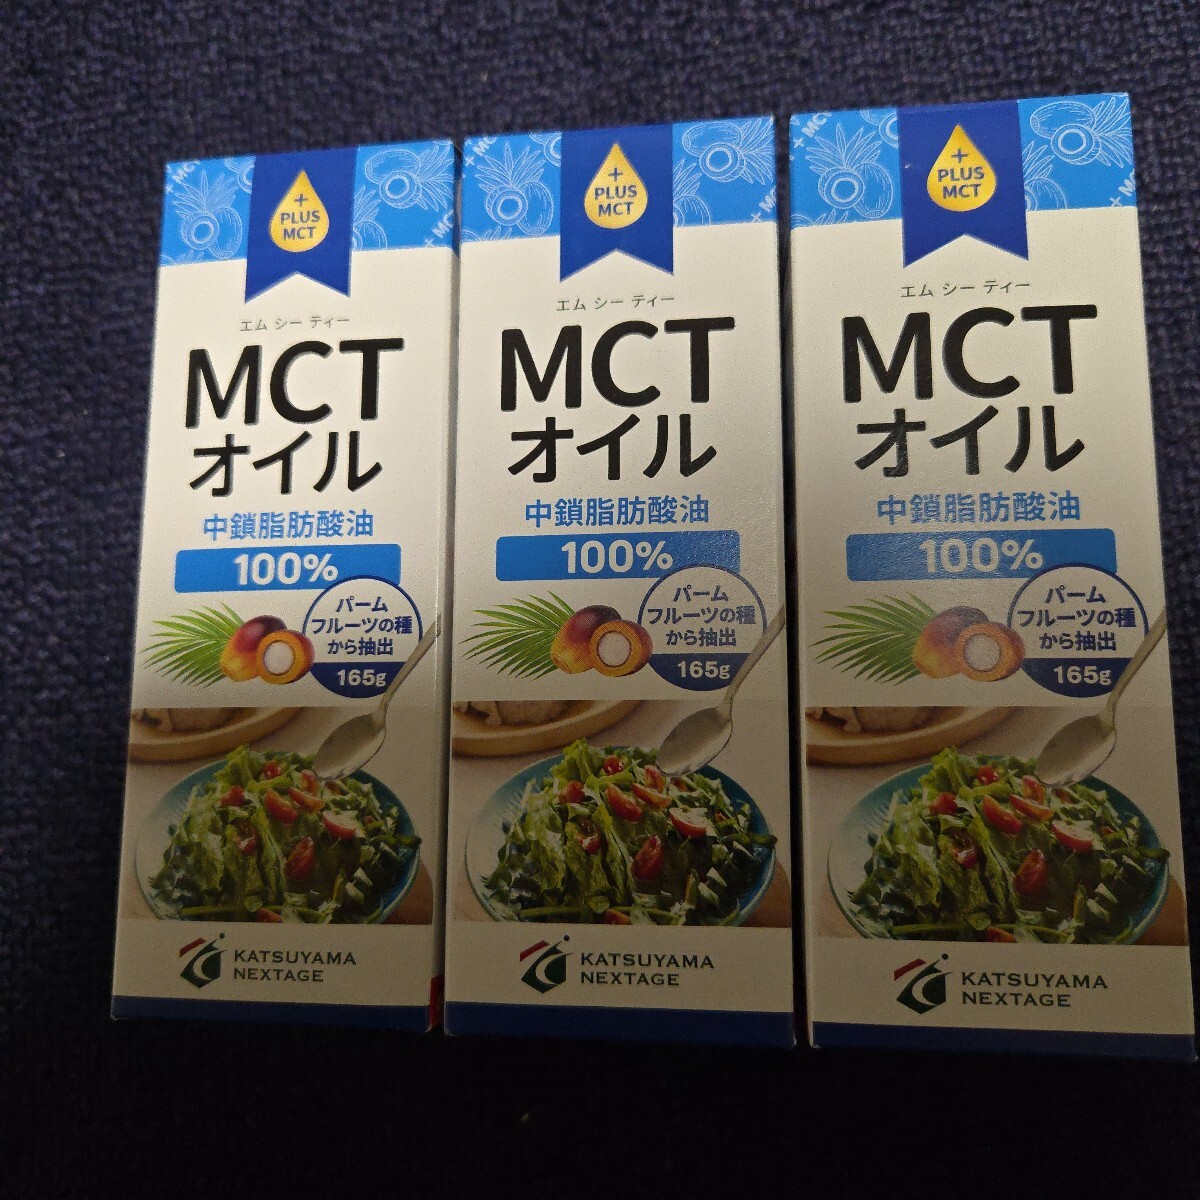 +
PLUS
MCT
エム シー ティー
MCT
オイル
中鎖脂肪酸油
100%
パーム
フルーツの種
から抽出
165g
KATSUYAMA
NEXTAGE
+
PLUS
MCT
エム シー ティー
MCT
オイル
中鎖脂肪酸油
100%
パーム
フルーツの種
から抽出
165g
KATSUYAMA
NEXTAGE
+
PLUS
MCT
エム シー ティー
MCT
オイル
中鎖脂肪酸油
100%
パーム
フルーツの種
から抽出
165g
KATSUYAMA
NEXTAGE